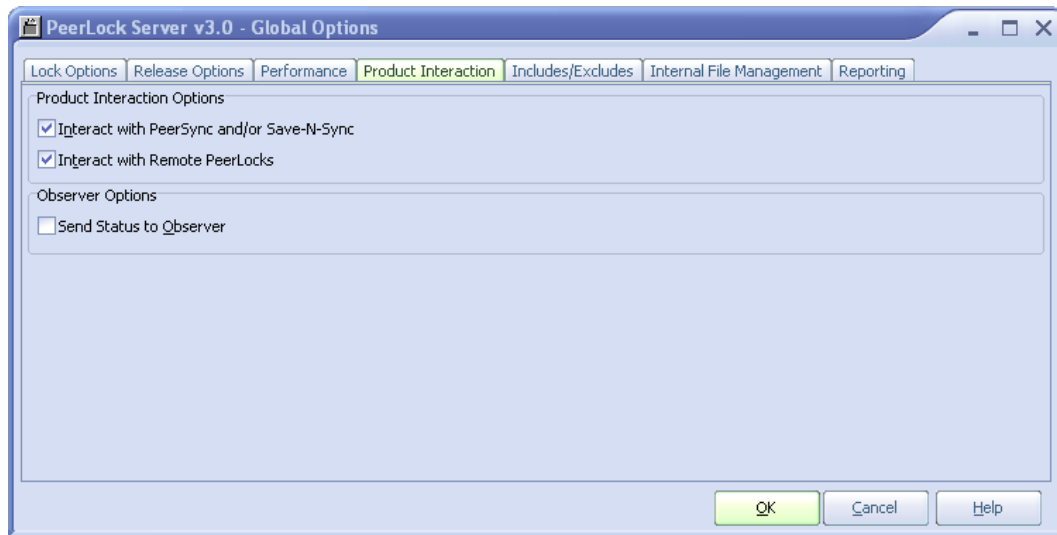 PeerLock Server v3.0 - Global Options
Lock Options Release Options Performance Product Interaction Includes/Excludes Internal File Management Reporting
Product Interaction Options
Interact with PeerSync and/or Save-N-Sync
Interact with Remote PeerLocks
Observer Options
Send Status to Observer
OK Cancel Help